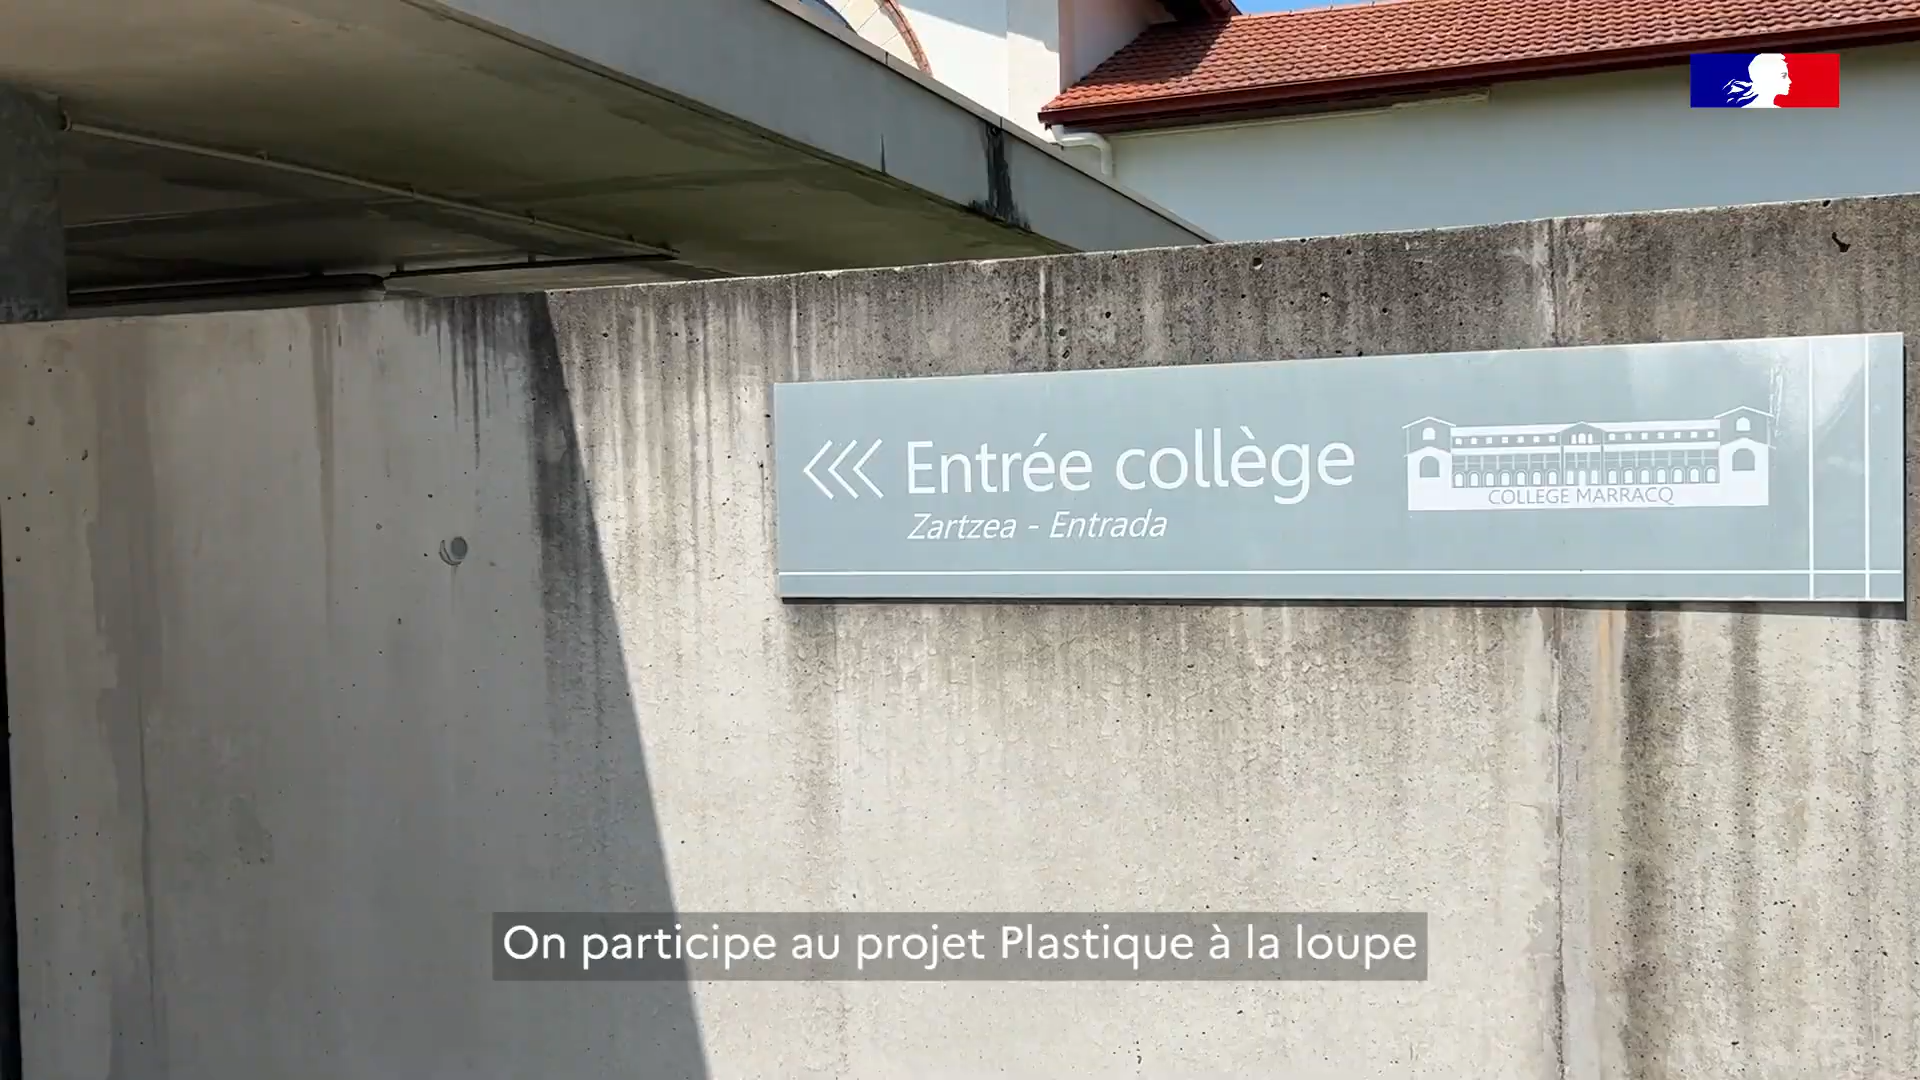 Entrée collège
Zartzea - Entrada
COLLEGE MARRACQ
On participe au projet Plastique à la loupe